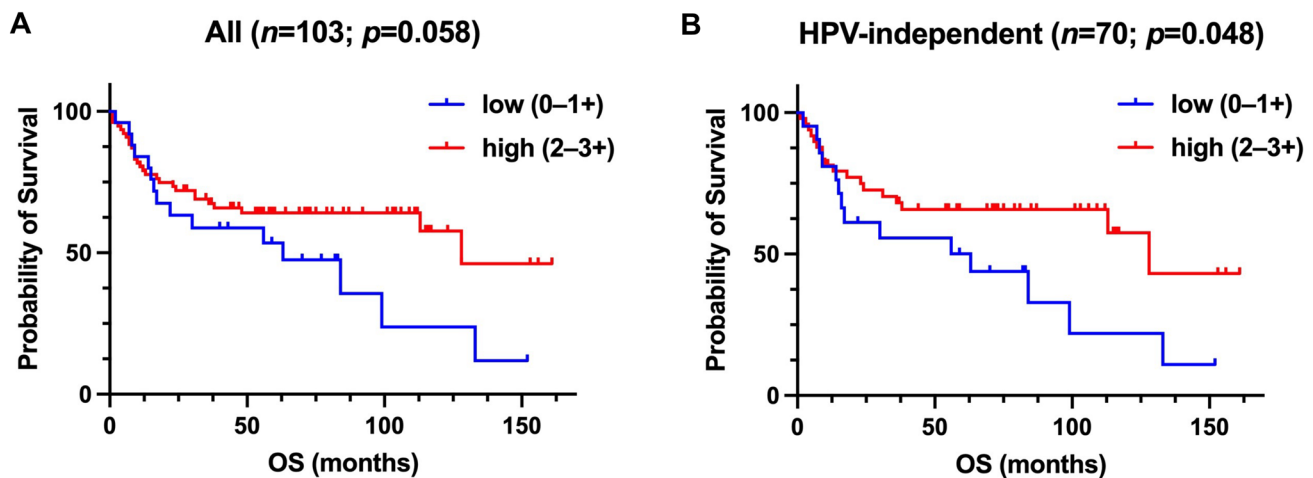 A
All (n=103; p=0.058)
Probability of Survival
100
50
0
low (0–1+)
high (2–3+)
0
50
100
150
OS (months)
B
HPV-independent (n=70; p=0.048)
Probability of Survival
100
50
0
low (0–1+)
high (2–3+)
0
50
100
150
OS (months)